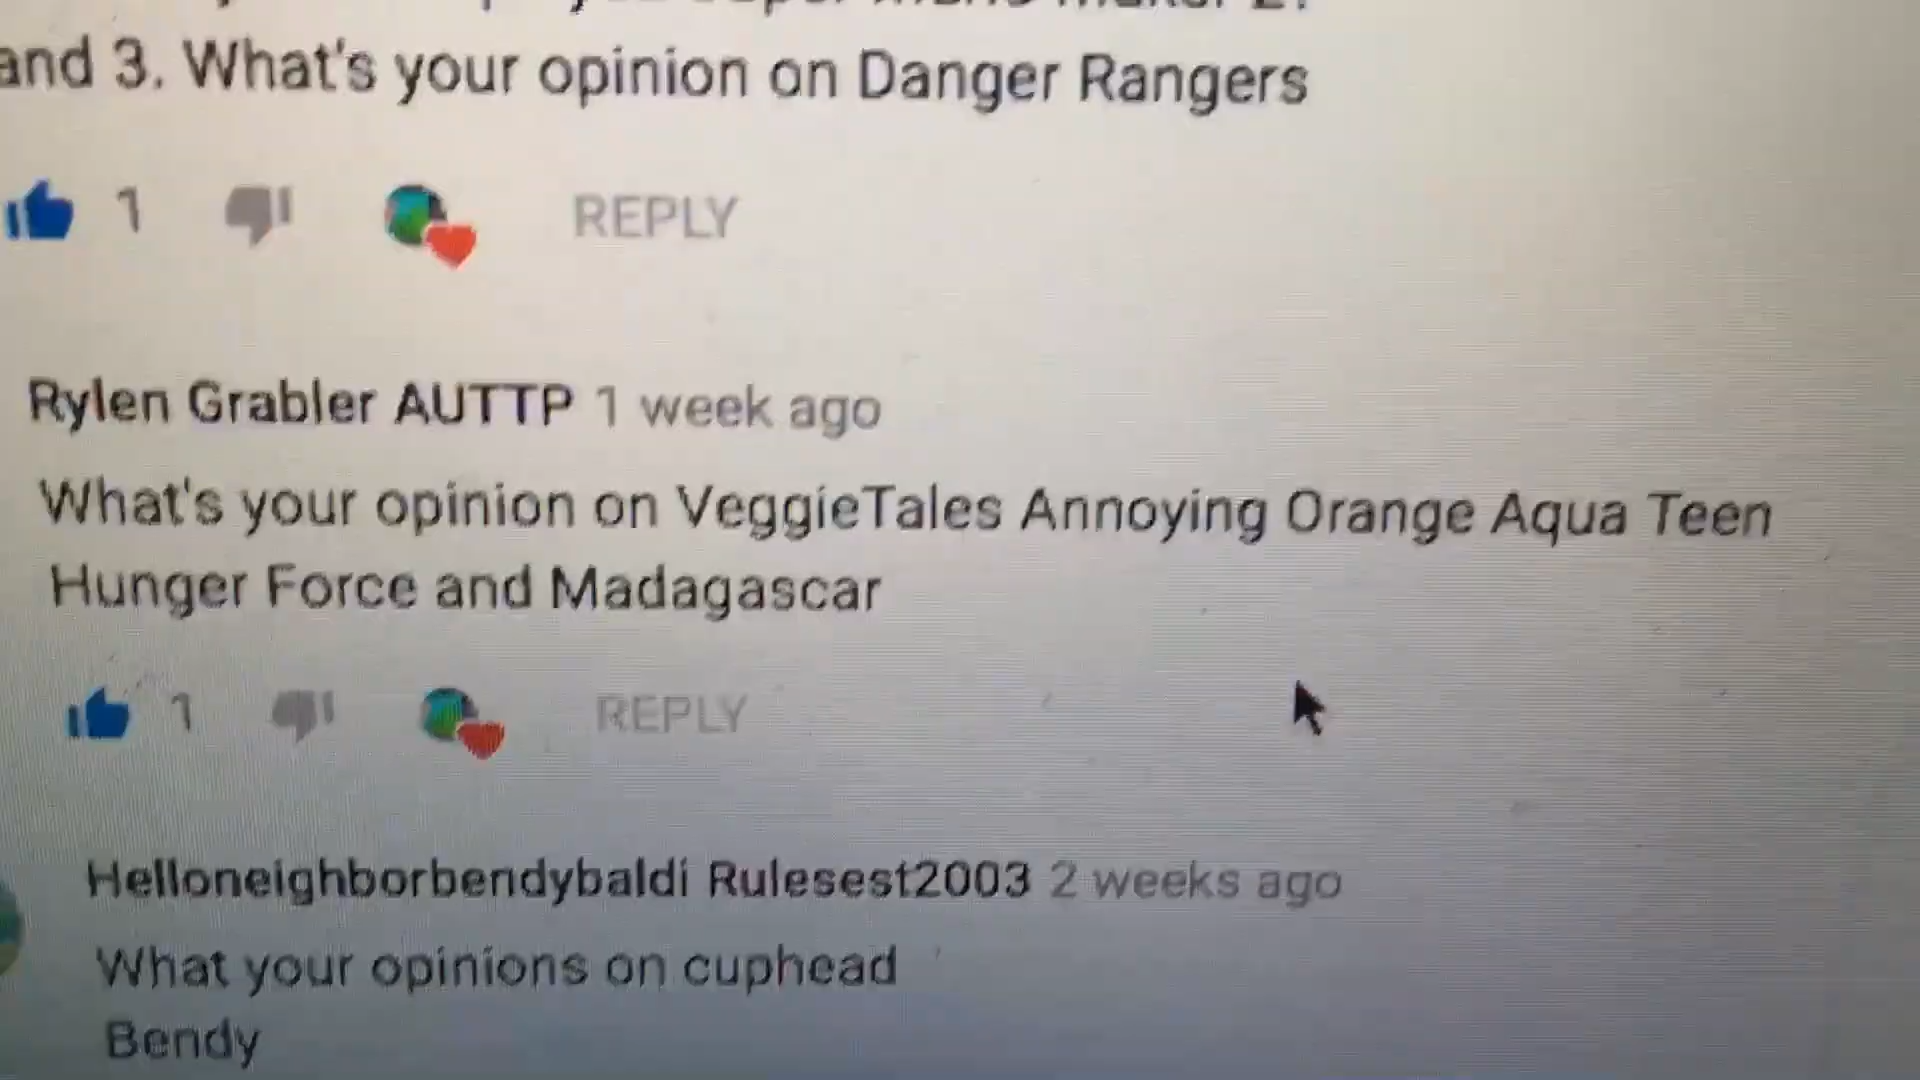 and 3. What's your opinion on Danger Rangers
1 REPLY
Rylen Grabler AUTTP 1 week ago
What's your opinion on VeggieTales Annoying Orange Aqua Teen
Hunger Force and Madagascar
1 REPLY
Helloneighborbendybaldi Rulesest2003 2 weeks ago
What your opinions on cuphead
Bendy